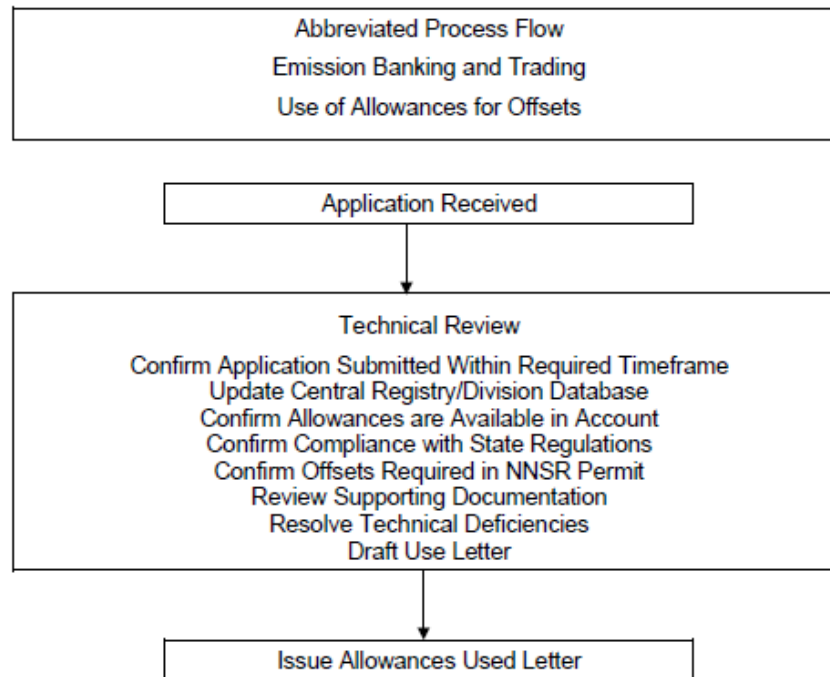 Abbreviated Process Flow
Emission Banking and Trading
Use of Allowances for Offsets
Application Received
Technical Review
Confirm Application Submitted Within Required Timeframe
Update Central Registry/Division Database
Confirm Allowances are Available in Account
Confirm Compliance with State Regulations
Confirm Offsets Required in NNSR Permit
Review Supporting Documentation
Resolve Technical Deficiencies
Draft Use Letter
Issue Allowances Used Letter